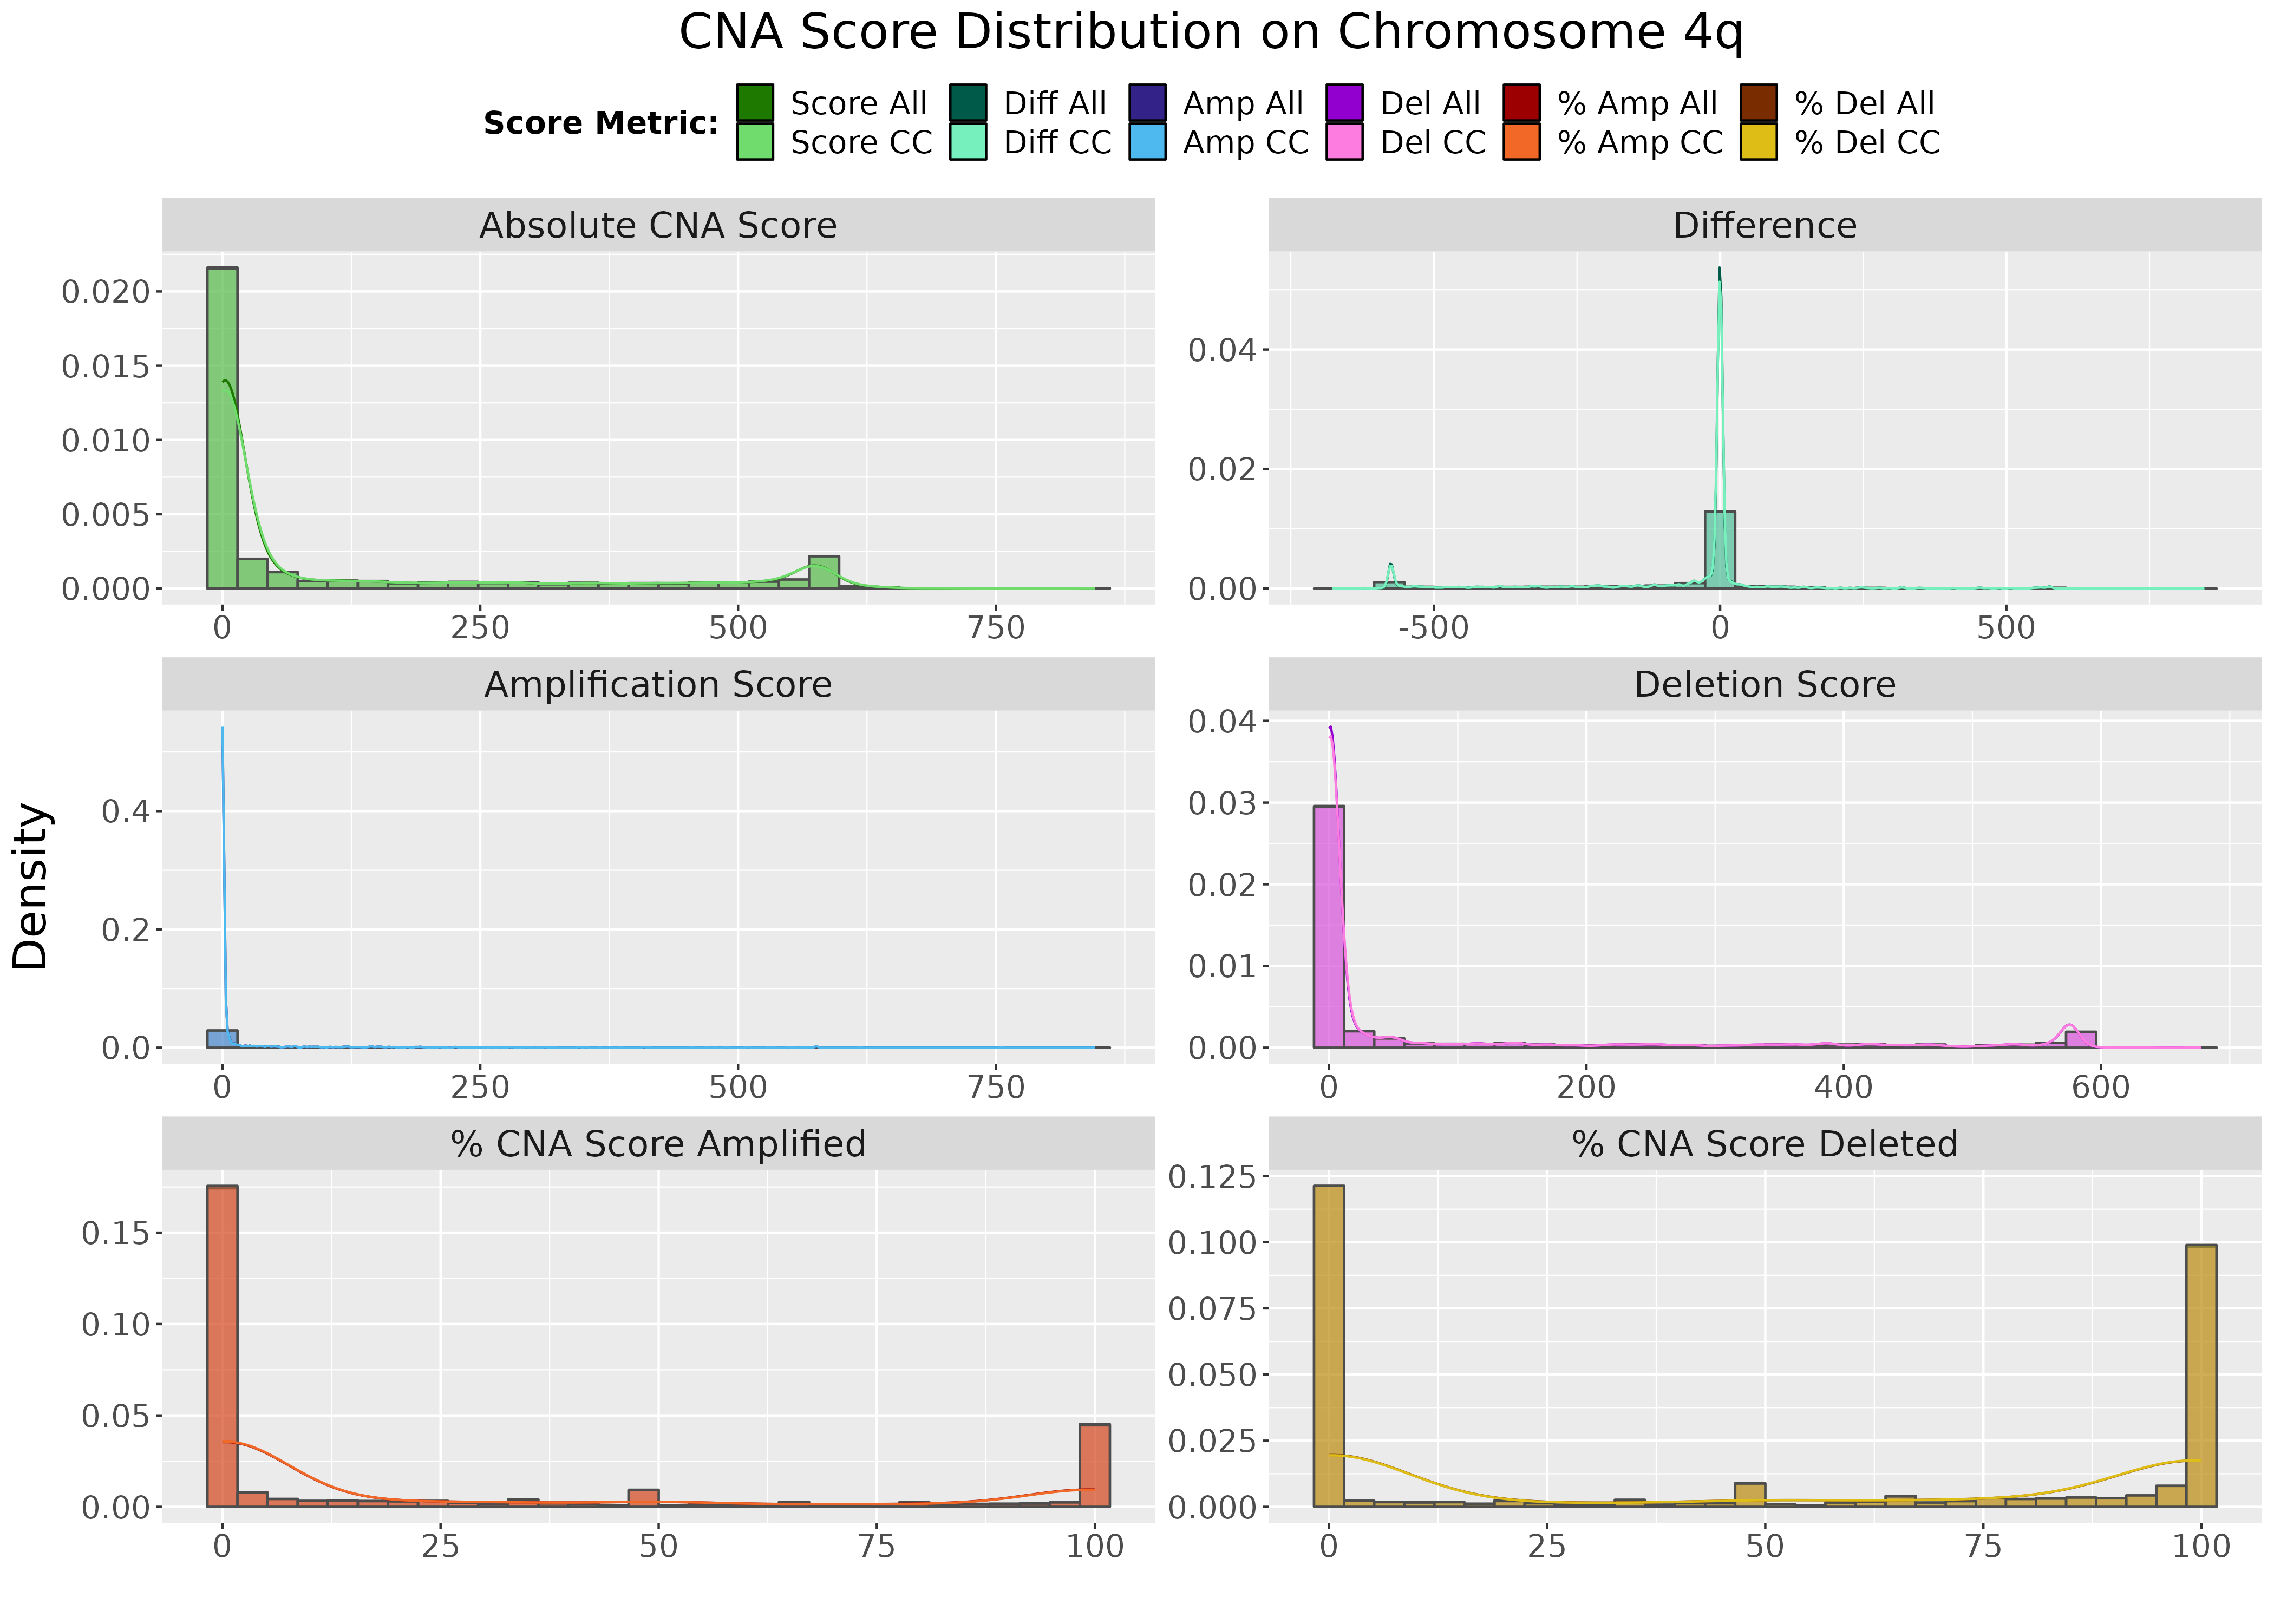 CNA Score Distribution on Chromosome 4q
Score Metric:
Score All Diff All Amp All Del All % Amp All % Del All
Score CC Diff CC Amp CC Del CC % Amp CC % Del CC
Absolute CNA Score
0.020
0.015
0.010
0.005
0.000
0 250 500 750
Difference
0.04
0.02
0.00
-500 0 500
Density
Amplification Score
0.4
0.2
0.0
0 250 500 750
Deletion Score
0.04
0.03
0.02
0.01
0.00
0 200 400 600
% CNA Score Amplified
0.15
0.10
0.05
0.00
0 25 50 75 100
% CNA Score Deleted
0.125
0.100
0.075
0.050
0.025
0.000
0 25 50 75 100